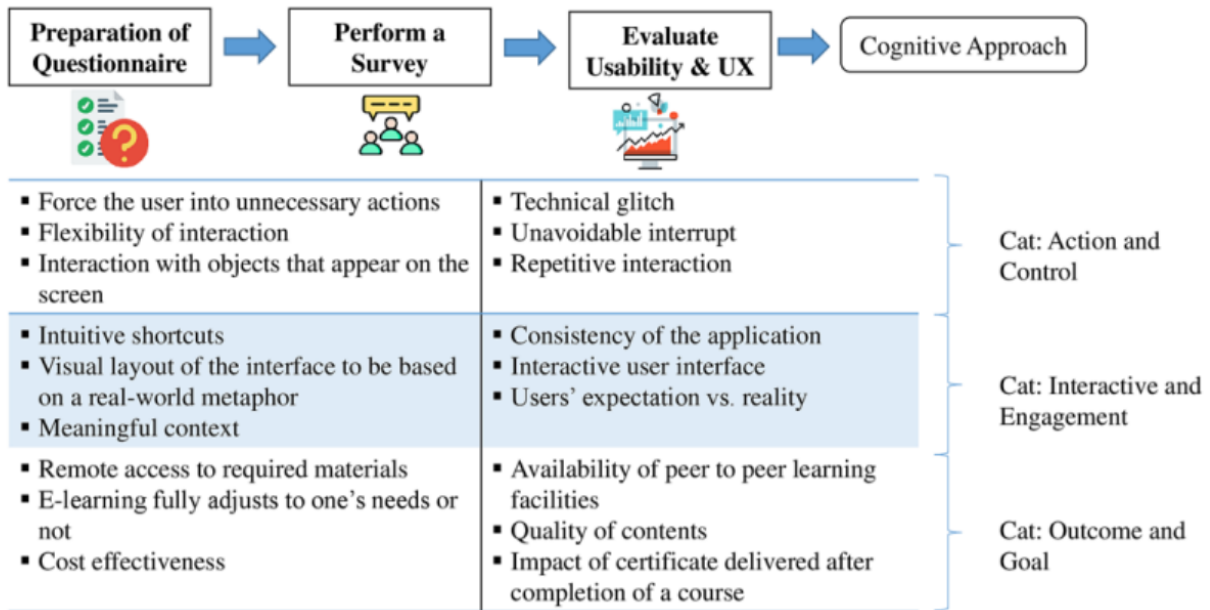 Preparation of
Questionnaire
Perform a
Survey
Evaluate
Usability & UX
Cognitive Approach
▪ Force the user into unnecessary actions
▪ Flexibility of interaction
▪ Interaction with objects that appear on the
screen
▪ Technical glitch
▪ Unavoidable interrupt
▪ Repetitive interaction
Cat: Action and
Control
▪ Intuitive shortcuts
▪ Visual layout of the interface to be based
on a real-world metaphor
▪ Meaningful context
▪ Consistency of the application
▪ Interactive user interface
▪ Users' expectation vs. reality
Cat: Interactive and
Engagement
▪ Remote access to required materials
▪ E-learning fully adjusts to one's needs or
not
▪ Cost effectiveness
▪ Availability of peer to peer learning
facilities
▪ Quality of contents
▪ Impact of certificate delivered after
completion of a course
Cat: Outcome and
Goal